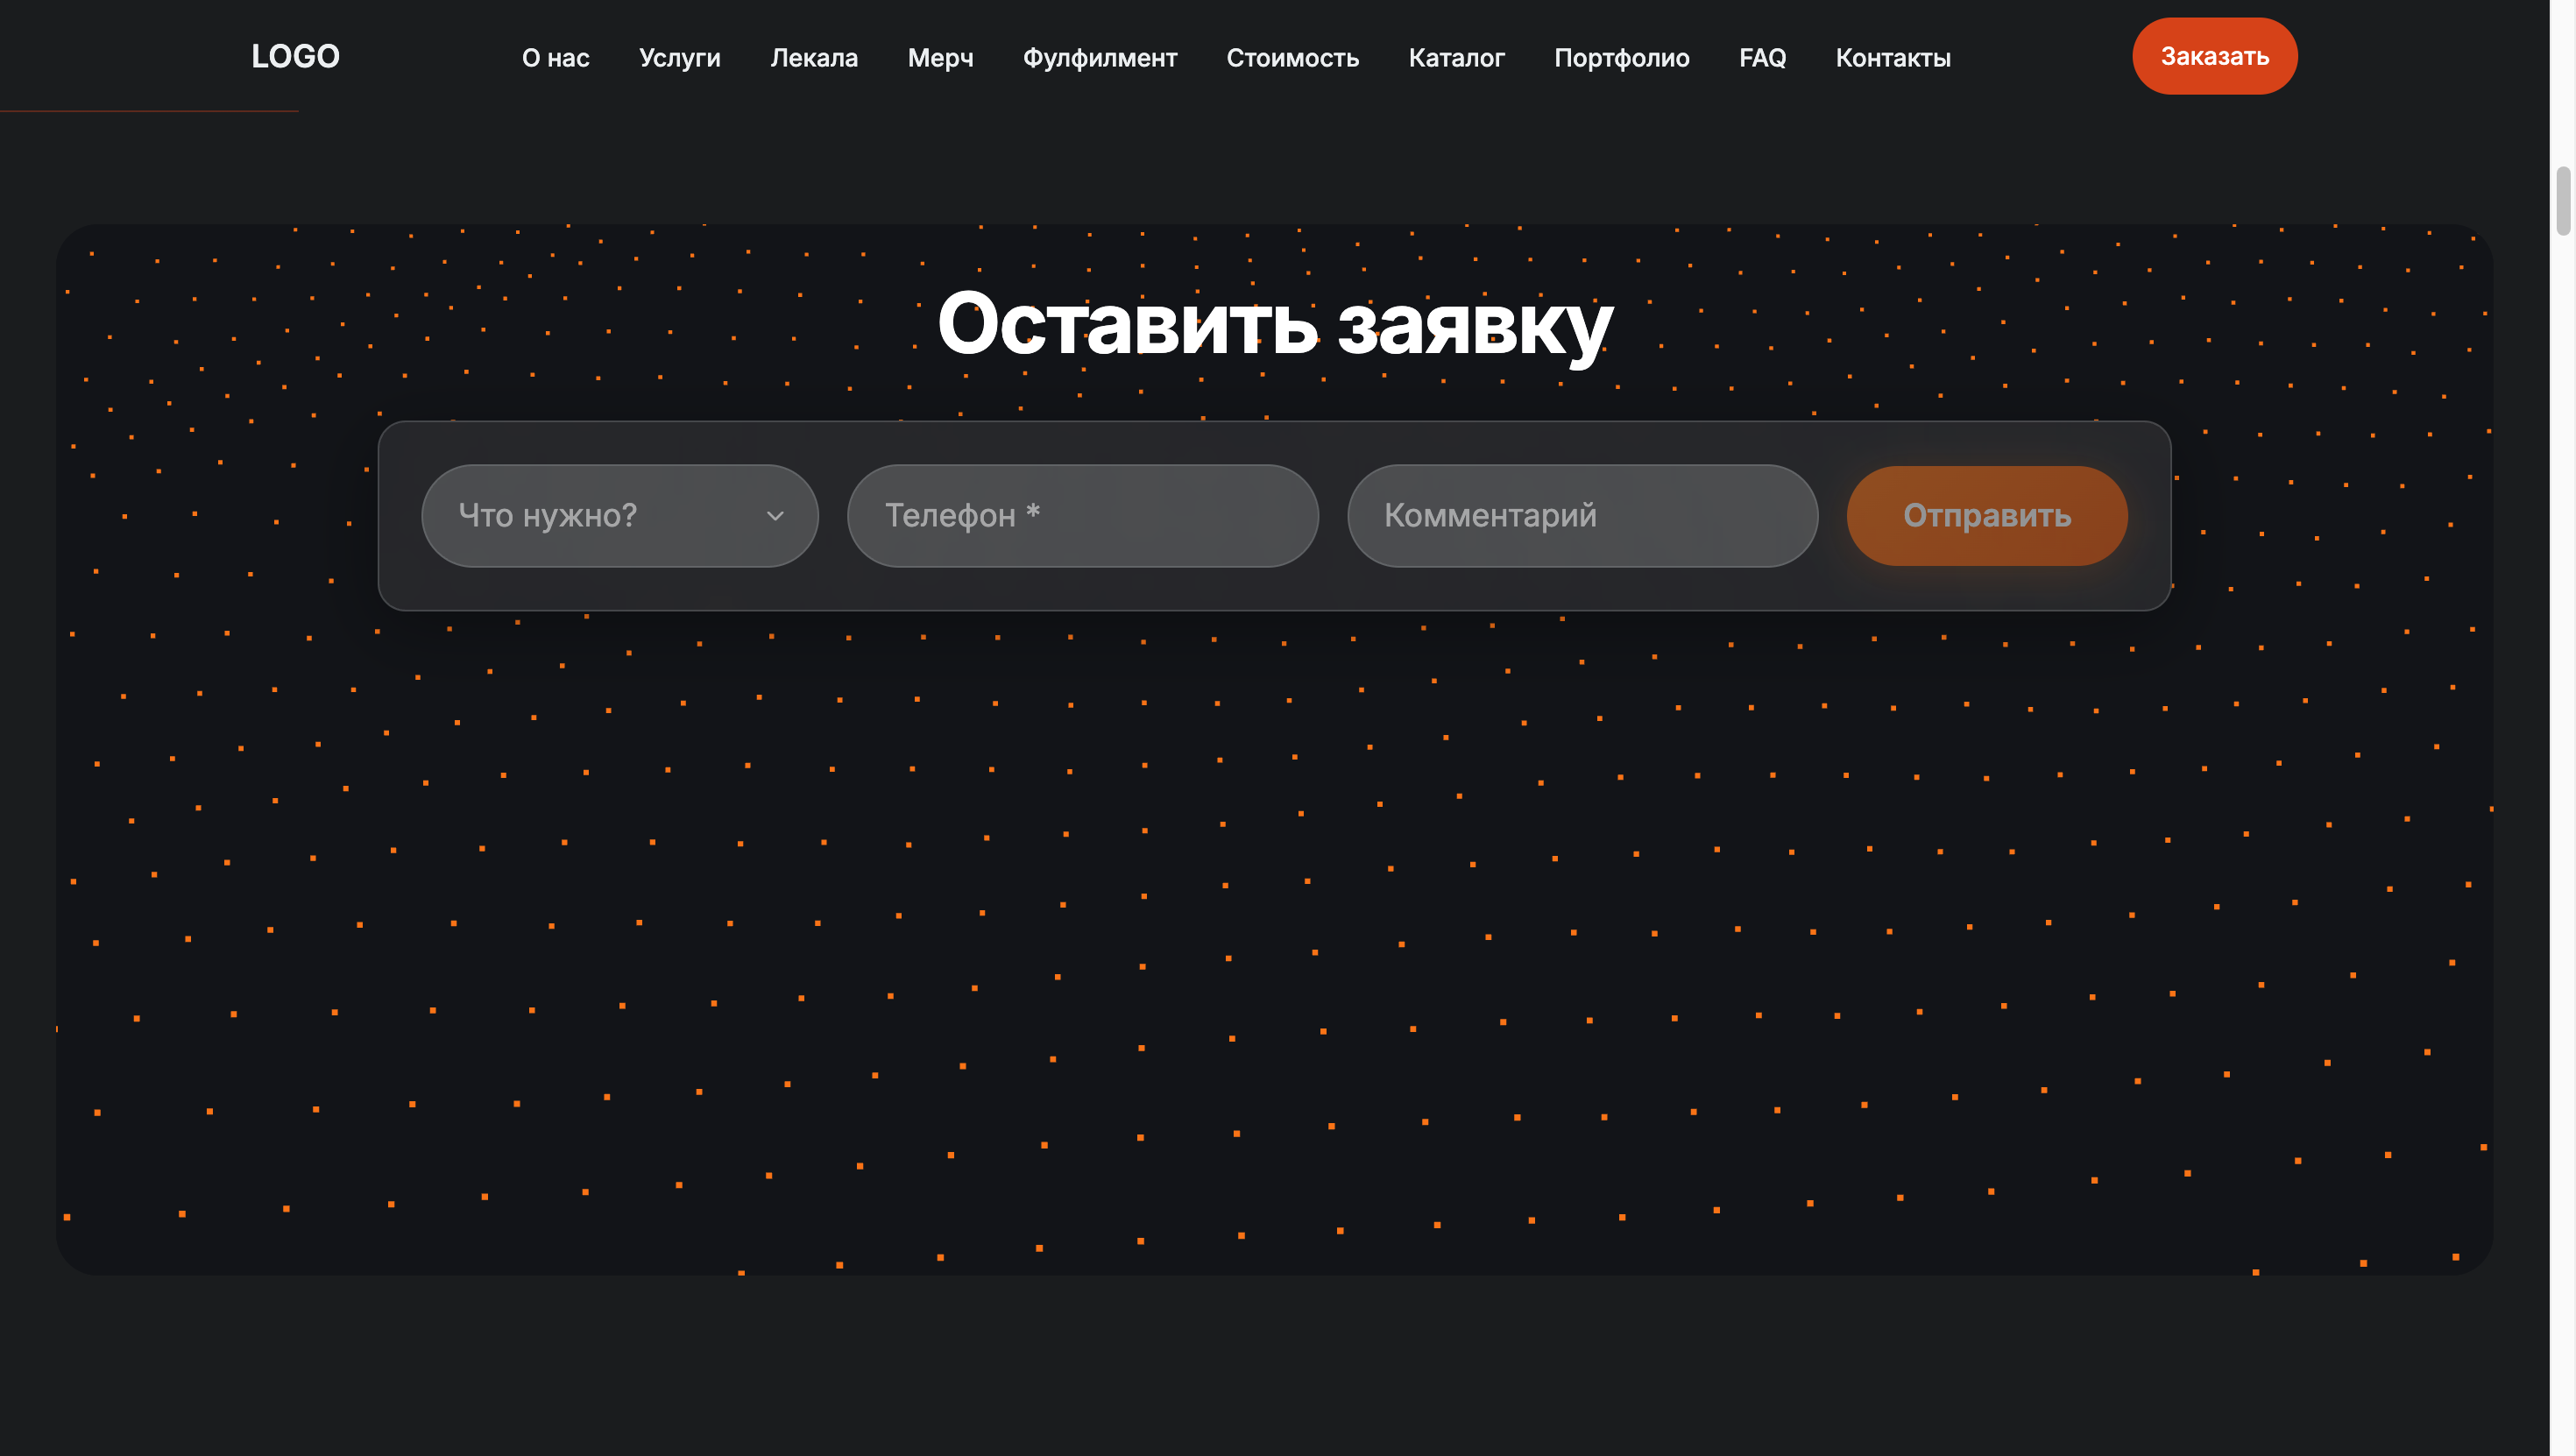 LOGO О нас Услуги Лекала Мерч Фулфилмент Стоимость Каталог Портфолио FAQ Контакты Заказать
Оставить заявку
Что нужно? Телефон * Комментарий Отправить